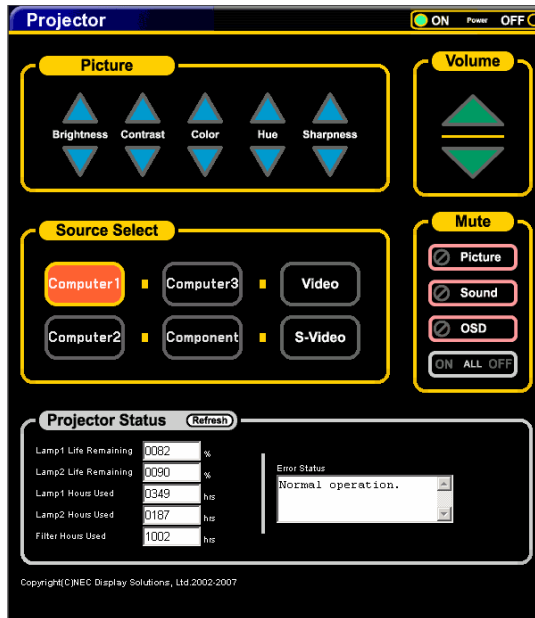 Projector
ON Power OFF
Picture
Brightness Contrast Color Hue Sharpness
Volume
Source Select
Computer1 Computer3 Video
Computer2 Component S-Video
Mute
Picture
Sound
OSD
ON ALL OFF
Projector Status Refresh
Lamp1 Life Remaining 0082 %
Lamp2 Life Remaining 0090 %
Lamp1 Hours Used 0349 hrs
Lamp2 Hours Used 0187 hrs
Filter Hours Used 1002 hrs
Error Status
Normal operation.
Copyright(C)NEC Display Solutions, Ltd.2002-2007